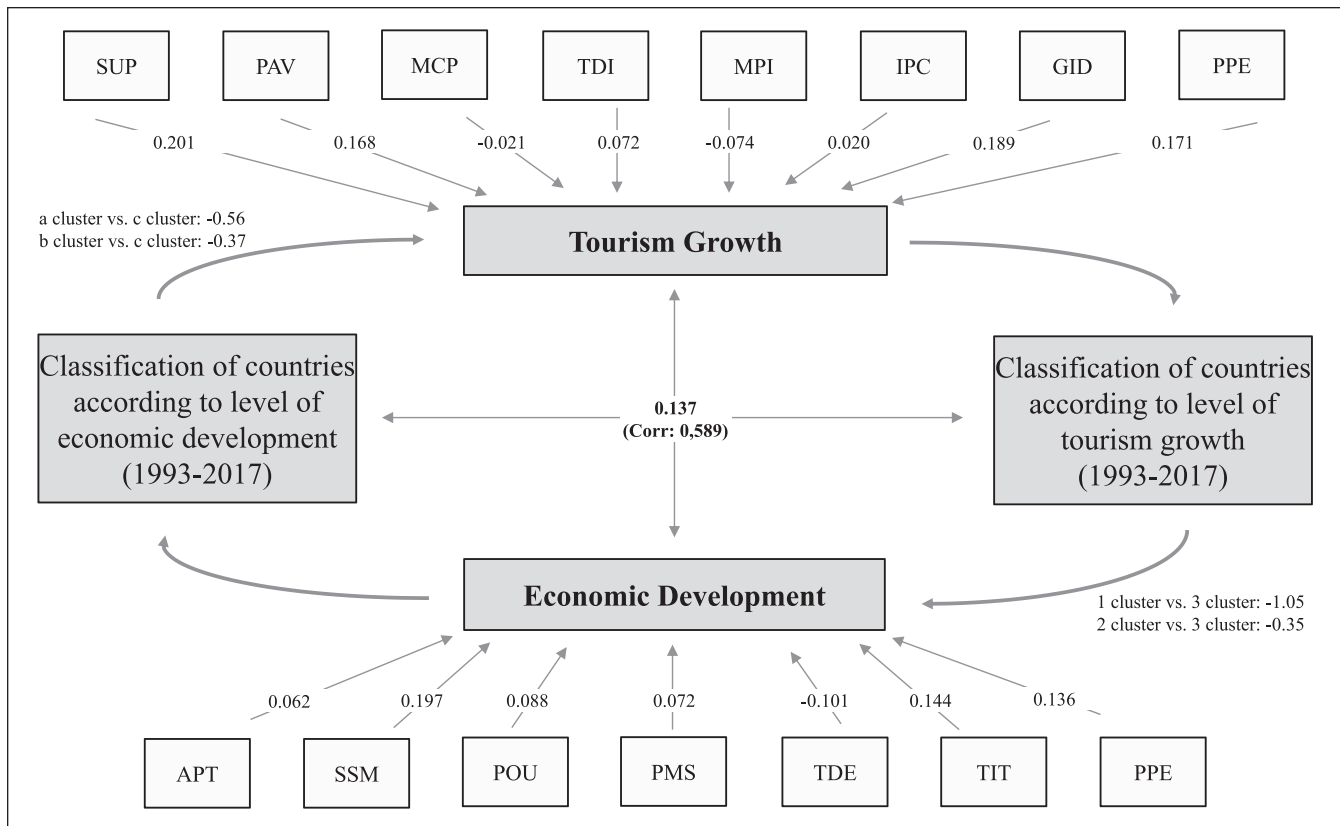 SUP
PAV
MCP
TDI
MPI
IPC
GID
PPE
0.201
0.168
-0.021
0.072
-0.074
0.020
0.189
0.171
a cluster vs. c cluster: -0.56
b cluster vs. c cluster: -0.37
Tourism Growth
Classification of countries
according to level of
economic development
(1993-2017)
0.137
(Corr: 0,589)
Classification of countries
according to level of
tourism growth
(1993-2017)
Economic Development
1 cluster vs. 3 cluster: -1.05
2 cluster vs. 3 cluster: -0.35
0.062
0.197
0.088
0.072
-0.101
0.144
0.136
APT
SSM
POU
PMS
TDE
TIT
PPE